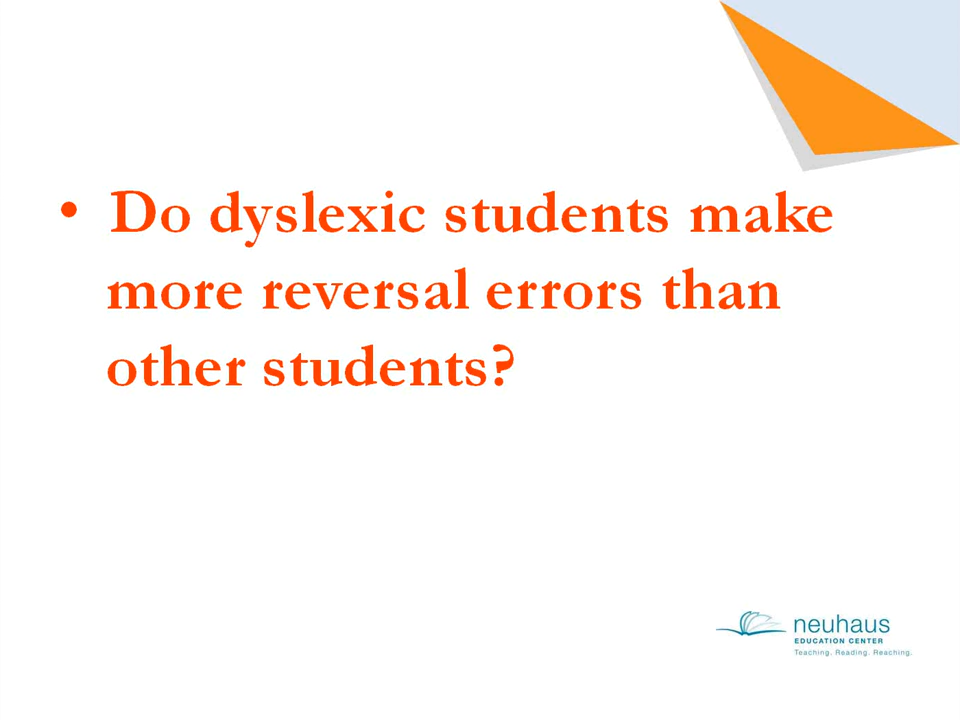 • Do dyslexic students make
more reversal errors than
other students?
neuhaus
EDUCATION CENTER
Teaching. Reading. Reaching.